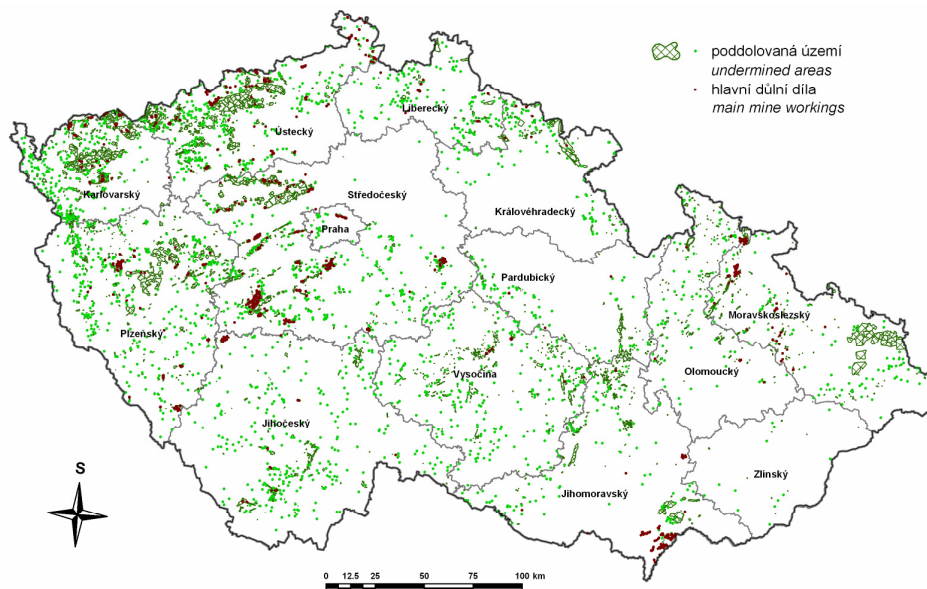 poddolovaná území
undermined areas
hlavní důlní díla
main mine workings
Liberecký
Ústecký
Karlovarský
Středočeský
Praha
Královéhradecký
Pardubický
Plzeňský
Moravskoslezský
Olomoucký
Vysočina
Jihočeský
Zlínský
Jihomoravský
S
0 12.5 25 50 75 100 km